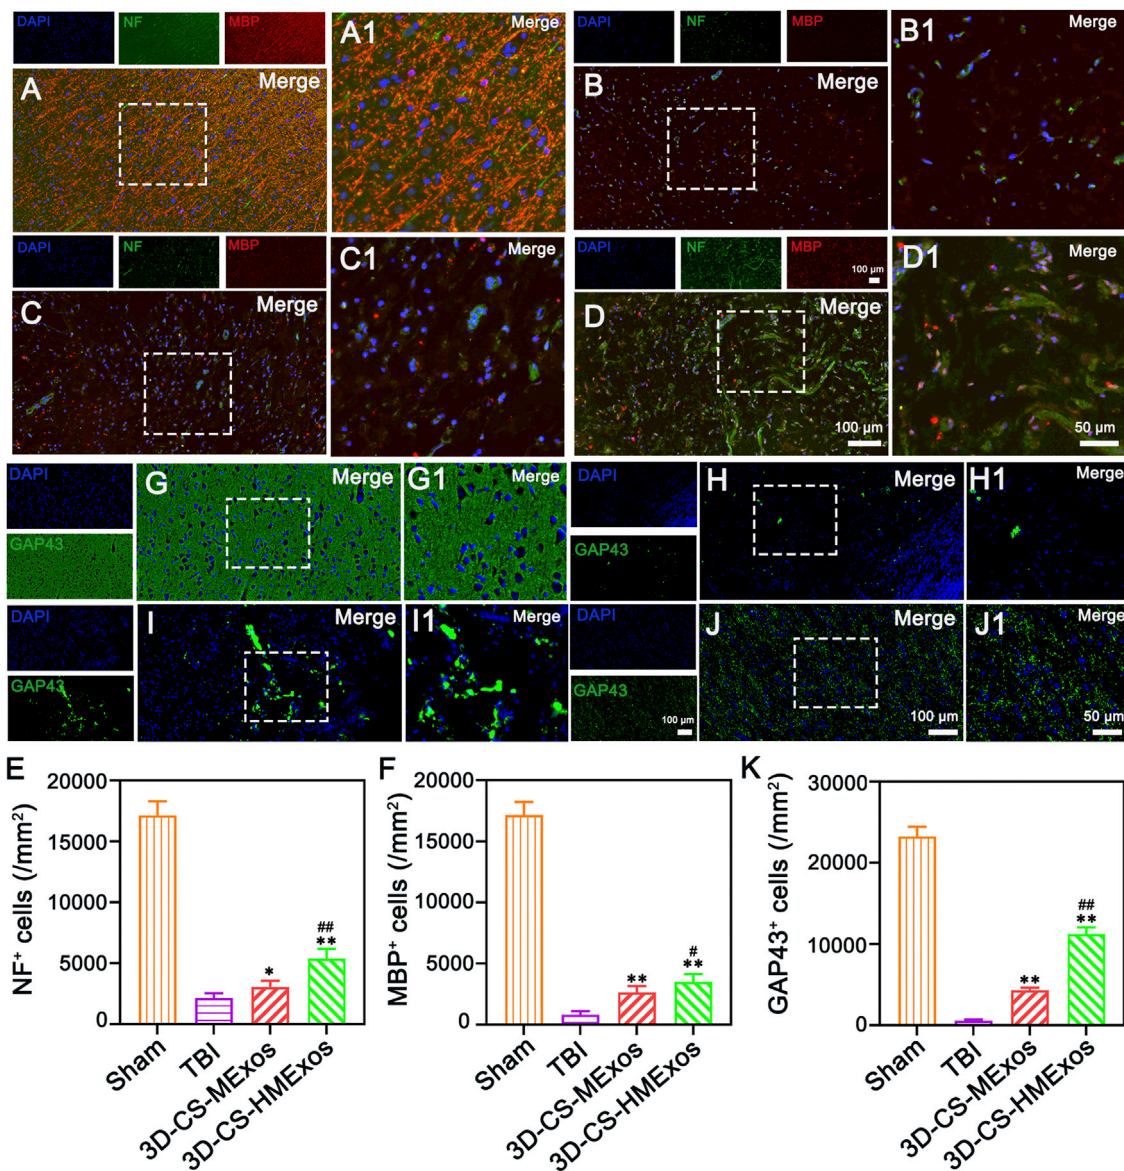 DAPI NF MBP Merge A1 DAPI NF MBP Merge B1
A Merge B Merge
DAPI NF MBP C1 Merge DAPI NF MBP 100 µm D1 Merge
C Merge D Merge
100 µm 50 µm
DAPI G Merge G1 Merge DAPI H Merge H1 Merge
GAP43 GAP43
DAPI I Merge I1 Merge DAPI J Merge J1 Merge
GAP43 GAP43 100 µm 100 µm 50 µm
E
NF⁺ cells (/mm²)
20000
15000
10000
5000
0
*
##
**
Sham
TBI
3D-CS-MExos
3D-CS-HMExos
F
MBP⁺ cells (/mm²)
20000
15000
10000
5000
0
**
#
**
Sham
TBI
3D-CS-MExos
3D-CS-HMExos
K
GAP43⁺ cells (/mm²)
30000
20000
10000
0
**
##
**
Sham
TBI
3D-CS-MExos
3D-CS-HMExos